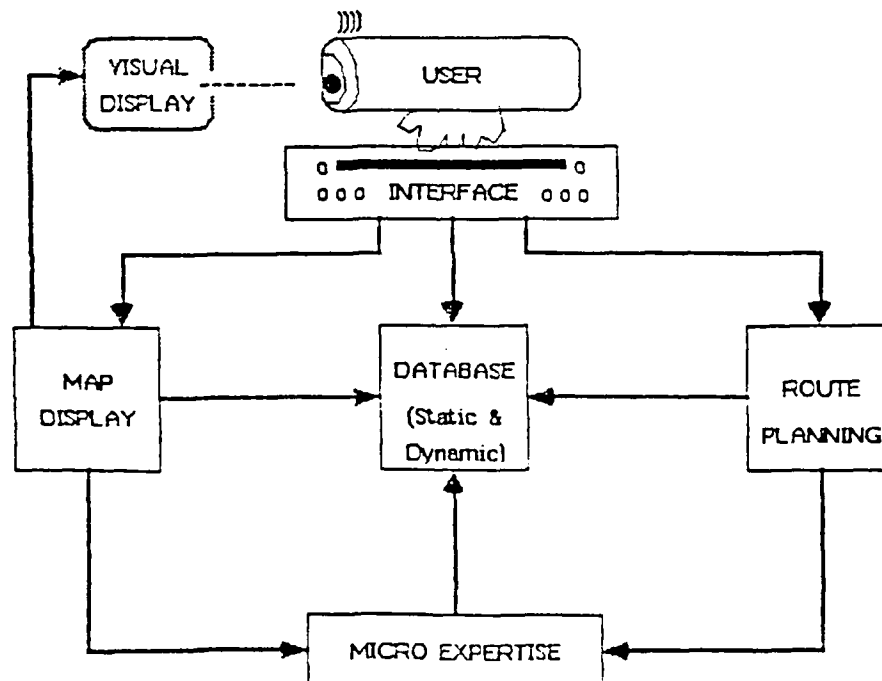 VISUAL
DISPLAY
USER
INTERFACE
MAP
DISPLAY
DATABASE
(Static &
Dynamic)
ROUTE
PLANNING
MICRO EXPERTISE